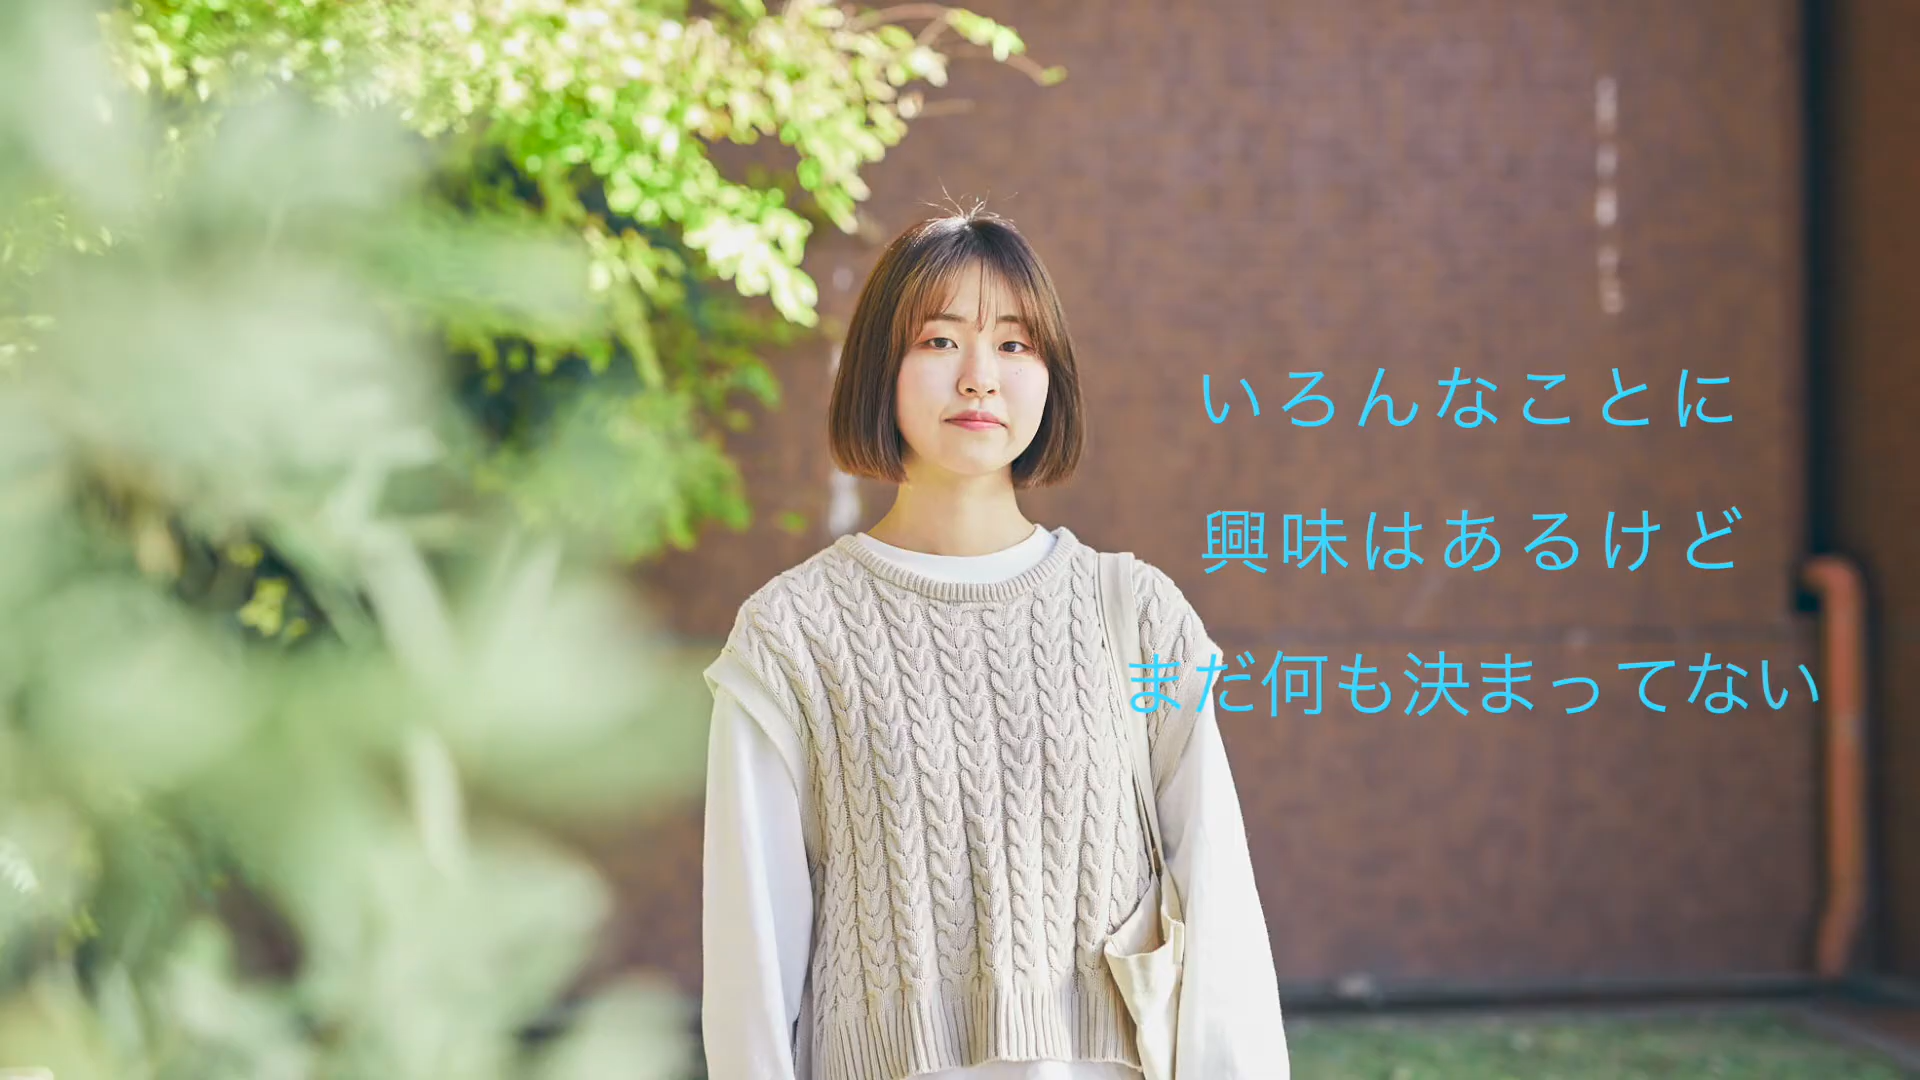 いろんなことに
興味はあるけど
まだ何も決まってない